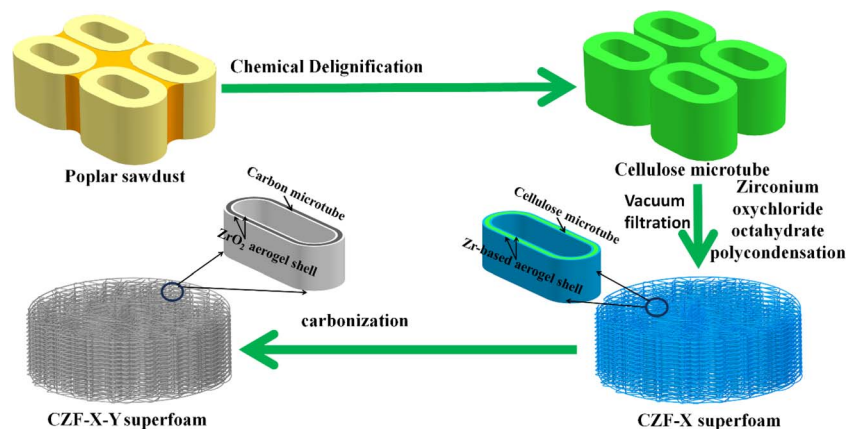 Chemical Delignification
Poplar sawdust
Cellulose microtube
Vacuum
filtration
Zirconium
oxychloride
octahydrate
polycondensation
Carbon microtube
ZrO₂ aerogel shell
Cellulose microtube
Zr-based aerogel shell
carbonization
CZF-X-Y superfoam
CZF-X superfoam